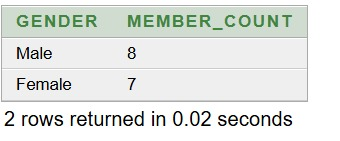 GENDER MEMBER_COUNT
Male 8
Female 7
2 rows returned in 0.02 seconds